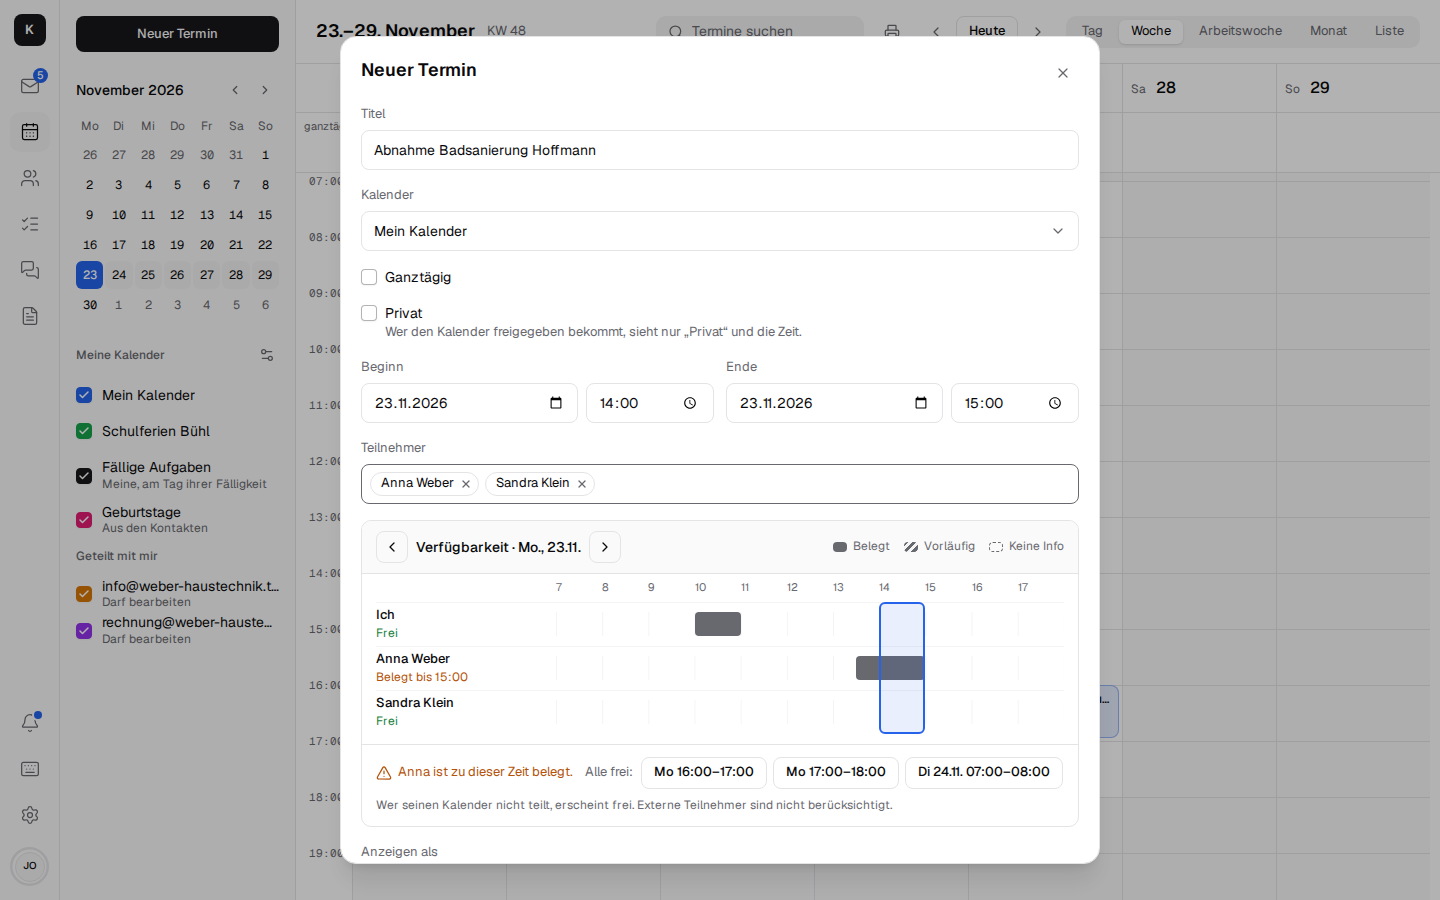 K
Neuer Termin
23.–29. November KW 48
Termine suchen
Heute
Tag Woche Arbeitswoche Monat Liste
5
November 2026
Mo Di Mi Do Fr Sa So
26 27 28 29 30 31 1
2 3 4 5 6 7 8
9 10 11 12 13 14 15
16 17 18 19 20 21 22
23 24 25 26 27 28 29
30 1 2 3 4 5 6
Meine Kalender
Mein Kalender
Schulferien Bühl
Fällige Aufgaben
Meine, am Tag ihrer Fälligkeit
Geburtstage
Aus den Kontakten
Geteilt mit mir
info@weber-haustechnik.t…
Darf bearbeiten
rechnung@weber-hauste…
Darf bearbeiten
JO
Sa 28
So 29
07:00
08:00
09:00
10:00
11:00
12:00
13:00
14:00
15:00
16:00
17:00
18:00
19:00
Neuer Termin
Titel
Abnahme Badsanierung Hoffmann
Kalender
Mein Kalender
Ganztägig
Privat
Wer den Kalender freigegeben bekommt, sieht nur „Privat“ und die Zeit.
Beginn Ende
23.11.2026 14:00 23.11.2026 15:00
Teilnehmer
Anna Weber Sandra Klein
Verfügbarkeit · Mo., 23.11.
Belegt Vorläufig Keine Info
7 8 9 10 11 12 13 14 15 16 17
Ich
Frei
Anna Weber
Belegt bis 15:00
Sandra Klein
Frei
Anna ist zu dieser Zeit belegt. Alle frei: Mo 16:00–17:00 Mo 17:00–18:00 Di 24.11. 07:00–08:00
Wer seinen Kalender nicht teilt, erscheint frei. Externe Teilnehmer sind nicht berücksichtigt.
Anzeigen als